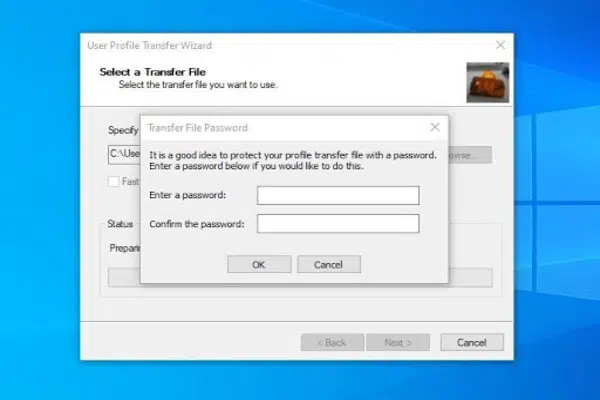 User Profile Transfer Wizard
Select a Transfer File
Select the transfer file you want to use.
Transfer File Password
Specify
It is a good idea to protect your profile transfer file with a password.
Enter a password below if you would like to do this.
C:\Use
Enter a password:
Fast
Confirm the password:
Status
OK
Cancel
< Back
Next >
Cancel